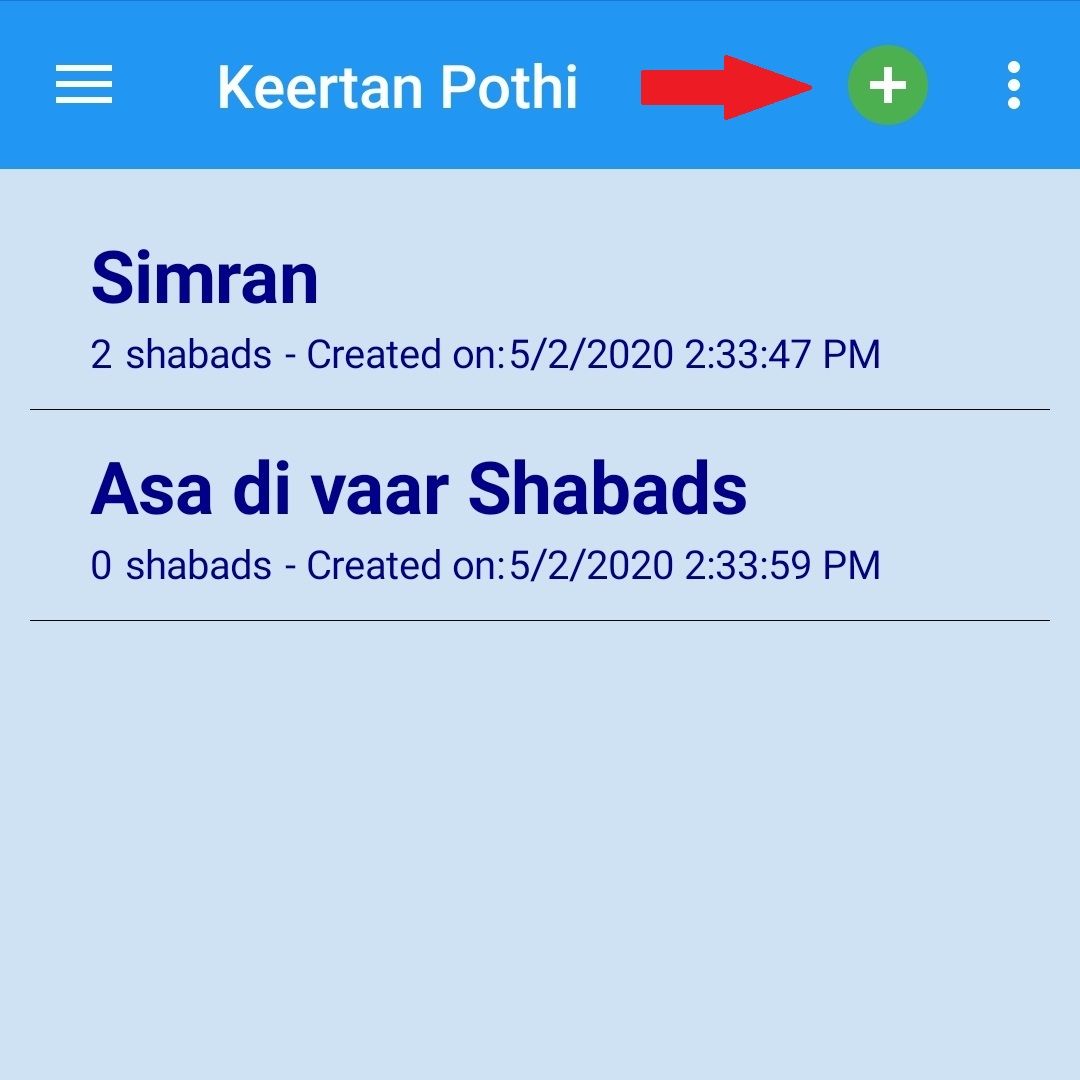 Keertan Pothi
Simran
2 shabads - Created on:5/2/2020 2:33:47 PM
Asa di vaar Shabads
0 shabads - Created on:5/2/2020 2:33:59 PM